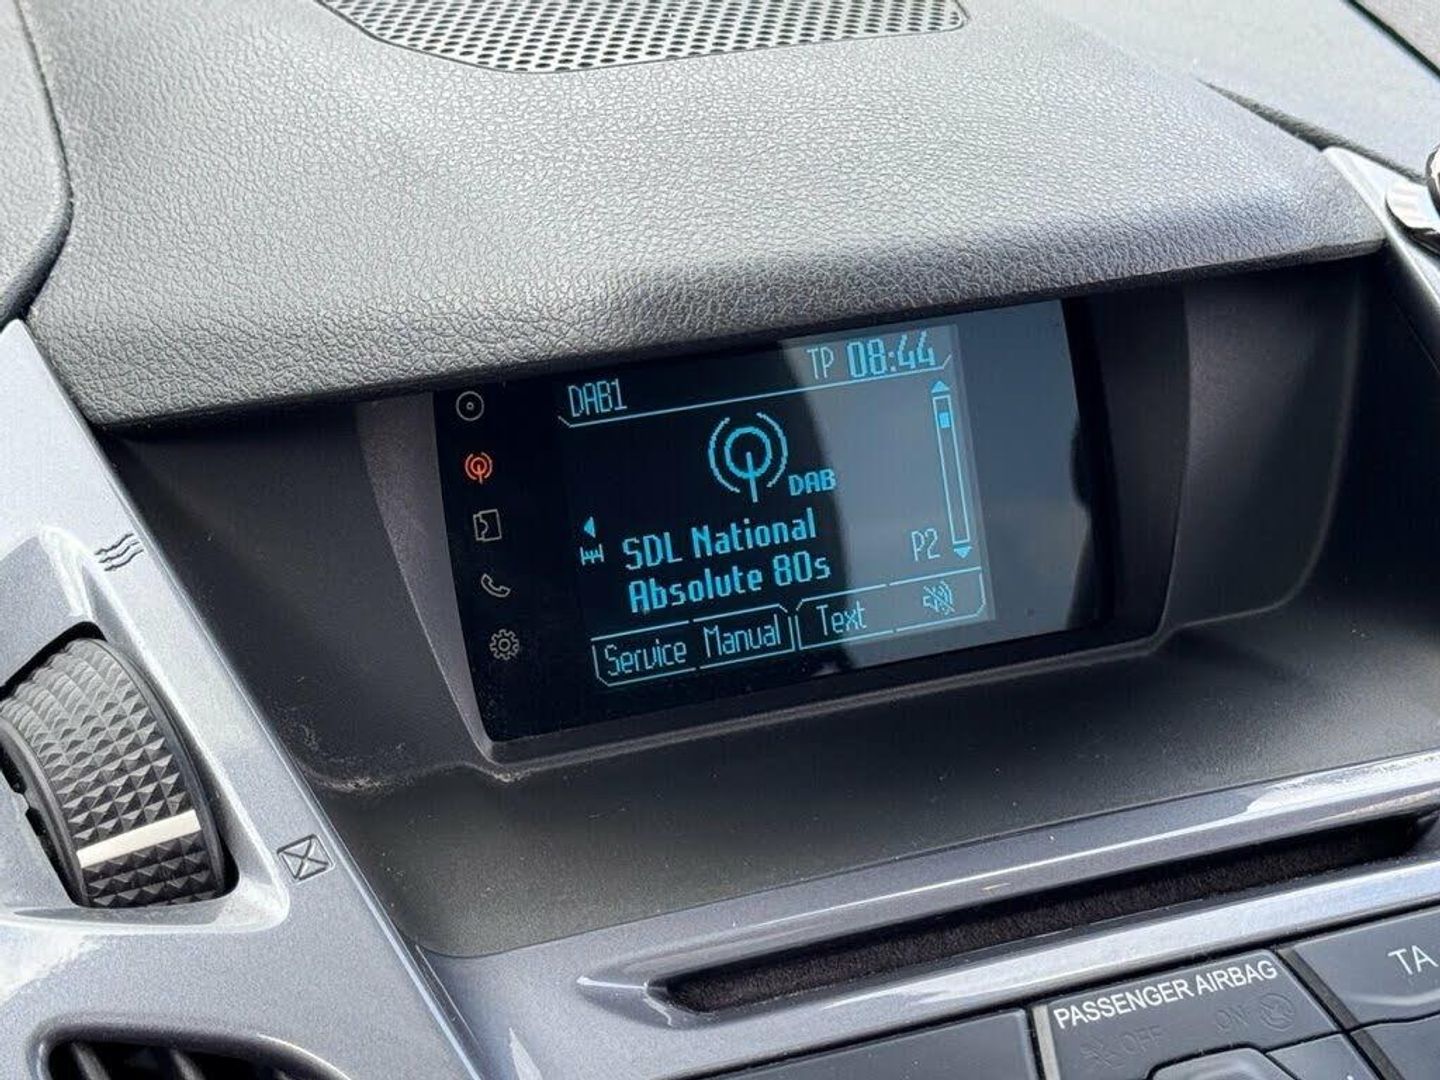 TP 08:44
DAB1
DAB
SDL National
Absolute 80s
P2
Service Manual Text
PASSENGER AIRBAG
OFF ON
TA